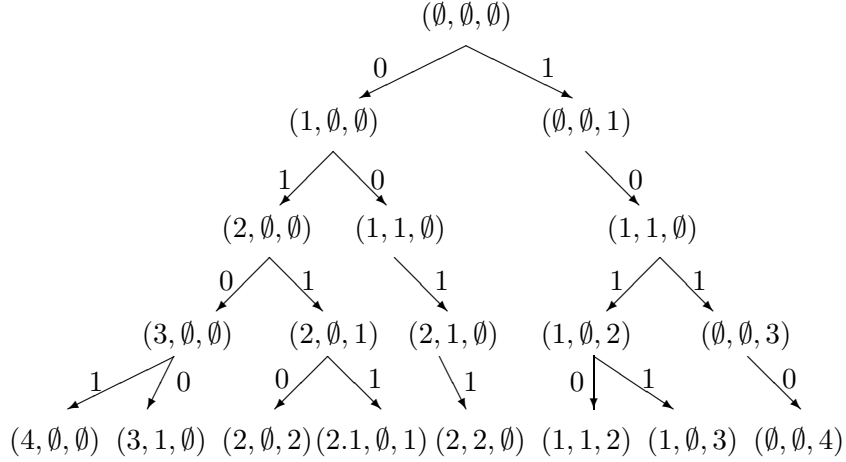 (∅, ∅, ∅)
0 1
(1, ∅, ∅) (∅, ∅, 1)
1 0 0
(2, ∅, ∅) (1, 1, ∅) (1, 1, ∅)
0 1 1 1 1
(3, ∅, ∅) (2, ∅, 1) (2, 1, ∅) (1, ∅, 2) (∅, ∅, 3)
1 0 0 1 1 0 1 0
(4, ∅, ∅) (3, 1, ∅) (2, ∅, 2) (2.1, ∅, 1) (2, 2, ∅) (1, 1, 2) (1, ∅, 3) (∅, ∅, 4)